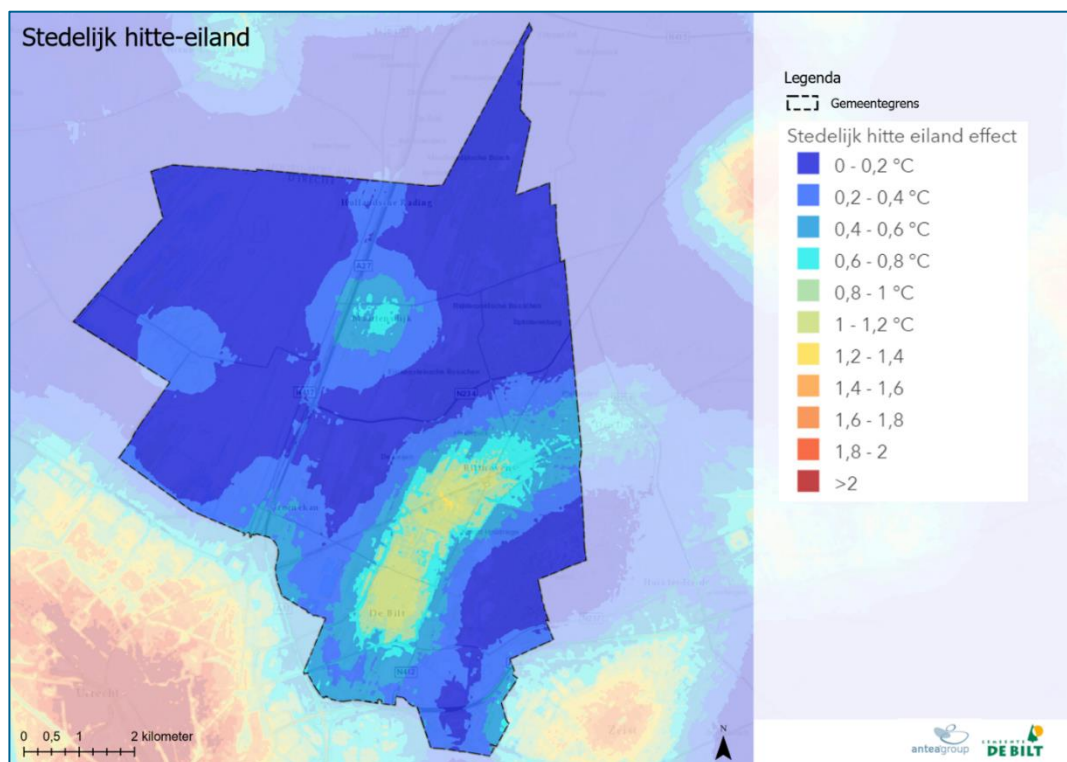 Stedelijk hitte-eiland
Legenda
Gemeentegrens
Stedelijk hitte eiland effect
0 - 0,2 °C
0,2 - 0,4 °C
0,4 - 0,6 °C
0,6 - 0,8 °C
0,8 - 1 °C
1 - 1,2 °C
1,2 - 1,4
1,4 - 1,6
1,6 - 1,8
1,8 - 2
>2
UTRECHT
Hollandsche Rading
A27
Maartensdijk
N234
Bilthoven
De Bilt
N412
Utrecht
Zeist
0 0,5 1 2 kilometer
N
anteagroup
GEMEENTE
DE BILT